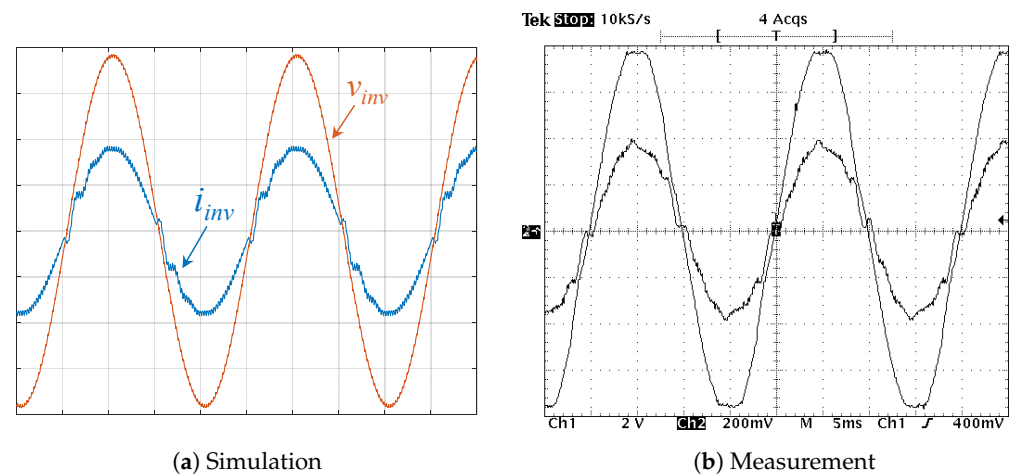 Tek Stop: 10kS/s 4 Acqs
[ T ]
v_inv
i_inv
2→
Ch1 2 V Ch2 200mV M 5ms Ch1 400mV
(a) Simulation
(b) Measurement